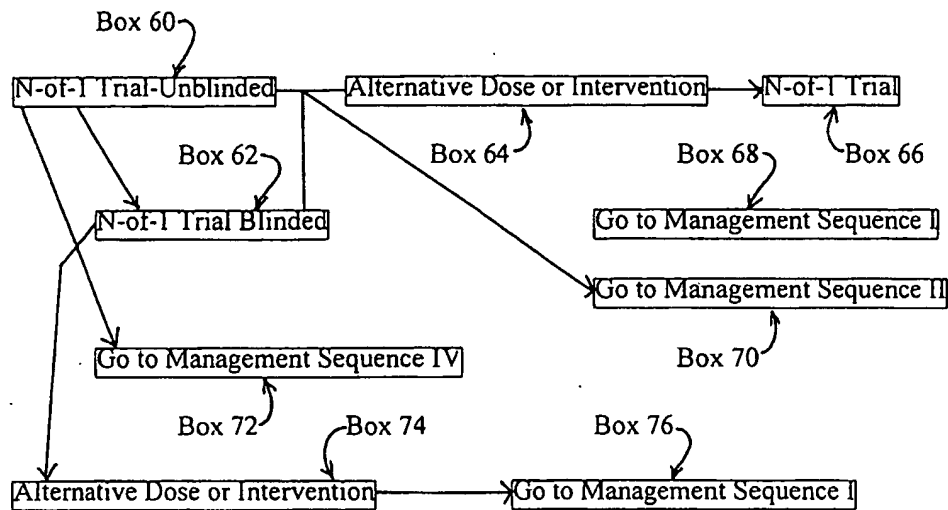 Box 60
N-of-1 Trial-Unblinded
Alternative Dose or Intervention
N-of-1 Trial
Box 62
Box 64
Box 68
Box 66
N-of-1 Trial Blinded
Go to Management Sequence I
Go to Management Sequence II
Go to Management Sequence IV
Box 70
Box 72
Box 74
Box 76
Alternative Dose or Intervention
Go to Management Sequence I